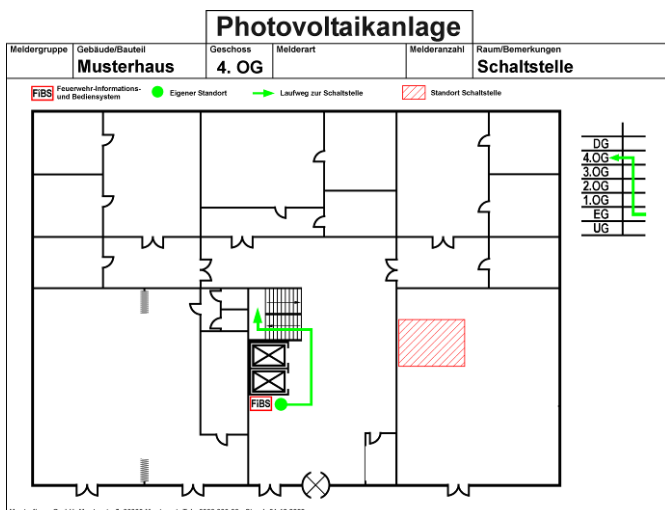 Photovoltaikanlage
Meldergruppe Gebäude/Bauteil Geschoss Melderart Melderanzahl Raum/Bemerkungen
Musterhaus 4. OG Schaltstelle
FiBS Feuerwehr-Informations- und Bediensystem Eigener Standort Laufweg zur Schaltstelle Standort Schaltstelle
DG
4.OG
3.OG
2.OG
1.OG
EG
UG
FiBS